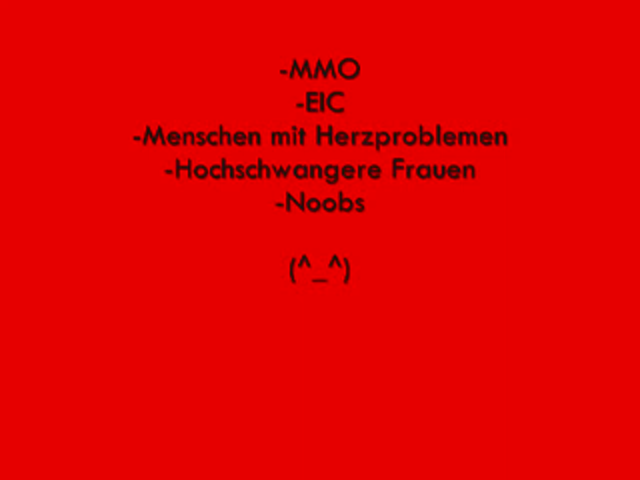 -MMO
-EIC
-Menschen mit Herzproblemen
-Hochschwangere Frauen
-Noobs
(^_^)